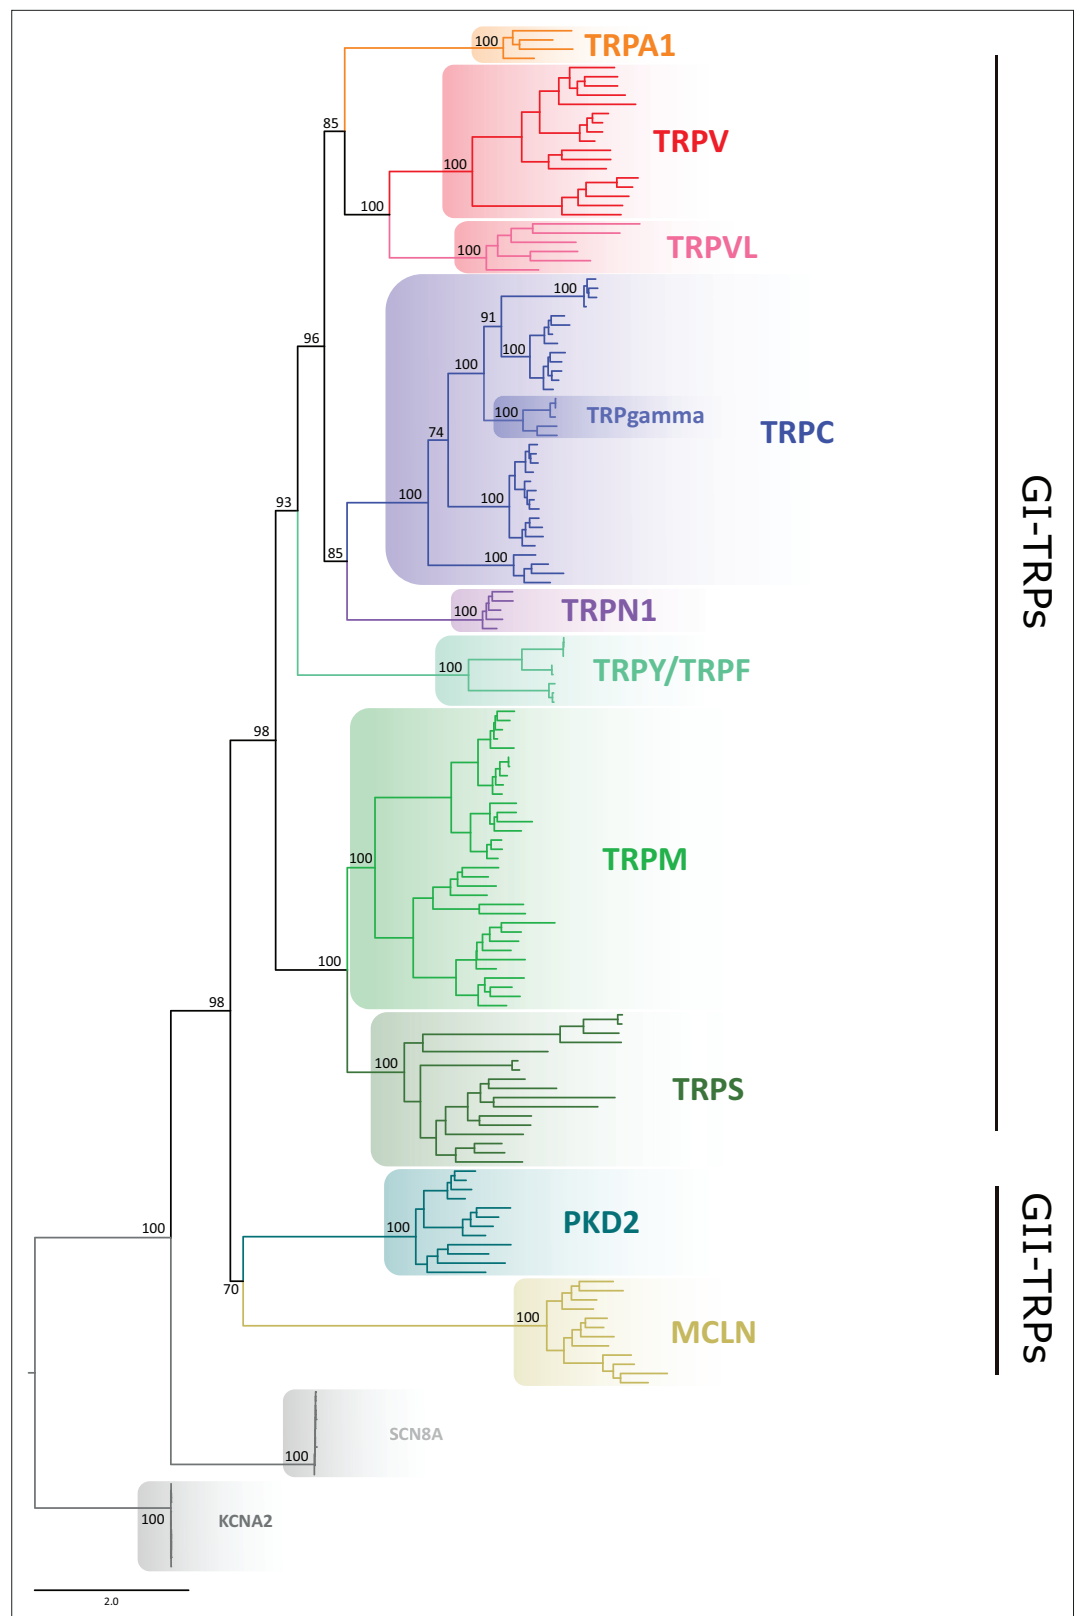 100
TRPA1
85
TRPV
100
100
TRPVL
100
100
91
96
100
100
TRPgamma
100
74
TRPC
100
100
93
GI-TRPs
85
100
TRPN1
100
TRPY/TRPF
100
98
TRPM
100
100
98
TRPS
100
PKD2
100
100
GII-TRPs
70
100
MCLN
SCN8A
100
KCNA2
100
2.0